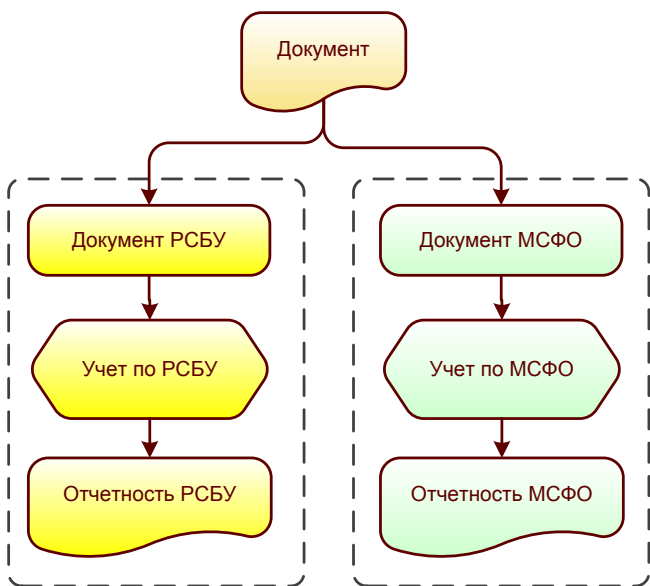 Документ
Документ РСБУ
Документ МСФО
Учет по РСБУ
Учет по МСФО
Отчетность РСБУ
Отчетность МСФО